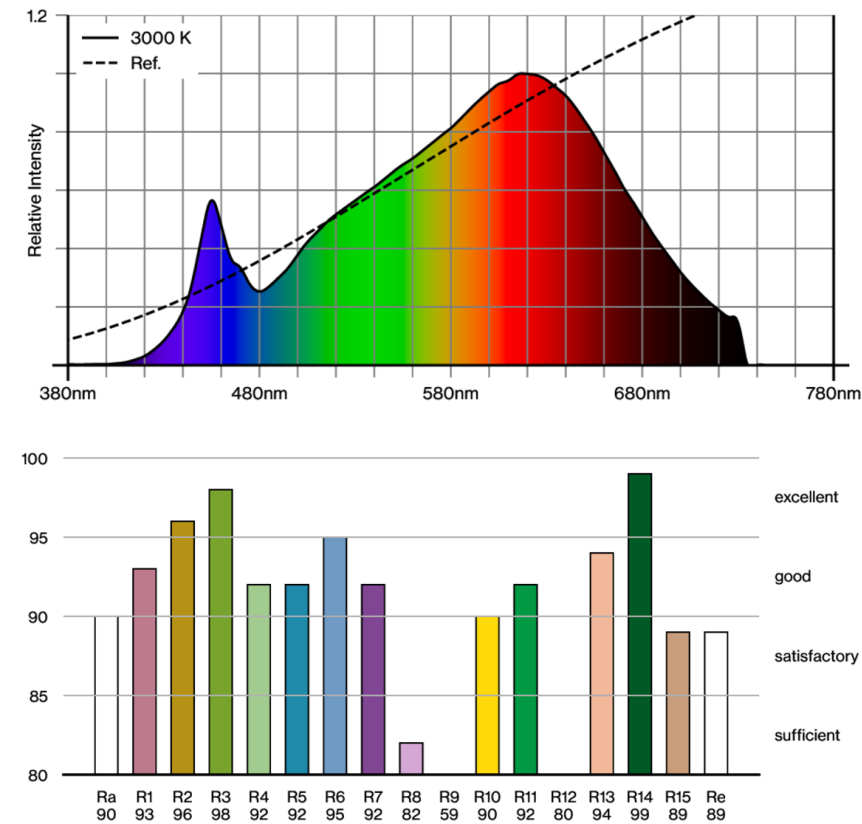 1.2
3000 K
Ref.
Relative Intensity
380nm 480nm 580nm 680nm 780nm
100
excellent
95
good
90
satisfactory
85
sufficient
80
Ra R1 R2 R3 R4 R5 R6 R7 R8 R9 R10 R11 R12 R13 R14 R15 Re
90 93 96 98 92 92 95 92 82 59 90 92 80 94 99 89 89